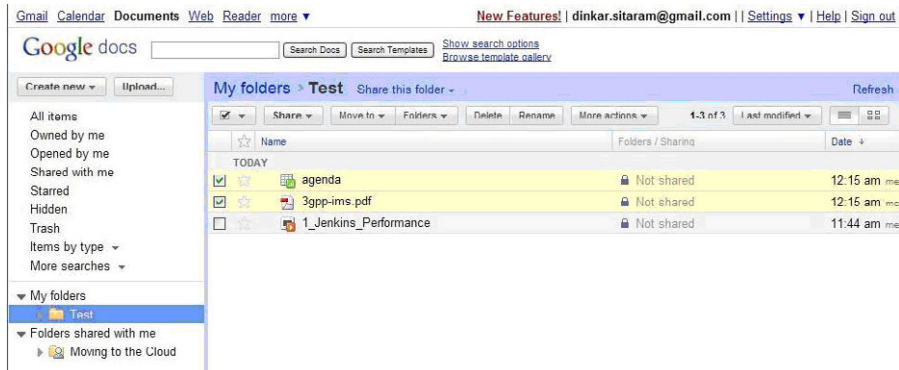 Gmail Calendar Documents Web Reader more ▼ New Features! | dinkar.sitaram@gmail.com | | Settings ▼ | Help | Sign out
Google docs Search Docs Search Templates Show search options
Browse template gallery
Create new Upload... My folders > Test Share this folder Refresh
All items Share Move to Folders Delete Rename More actions 1-3 of 3 Last modified
Owned by me Name Folders / Sharing Date
Opened by me TODAY
Shared with me agenda Not shared 12:15 am me
Starred 3gpp-ims.pdf Not shared 12:15 am
Hidden 1_Jenkins_Performance Not shared 11:44 am me
Trash
Items by type
More searches
My folders
Test
Folders shared with me
Moving to the Cloud